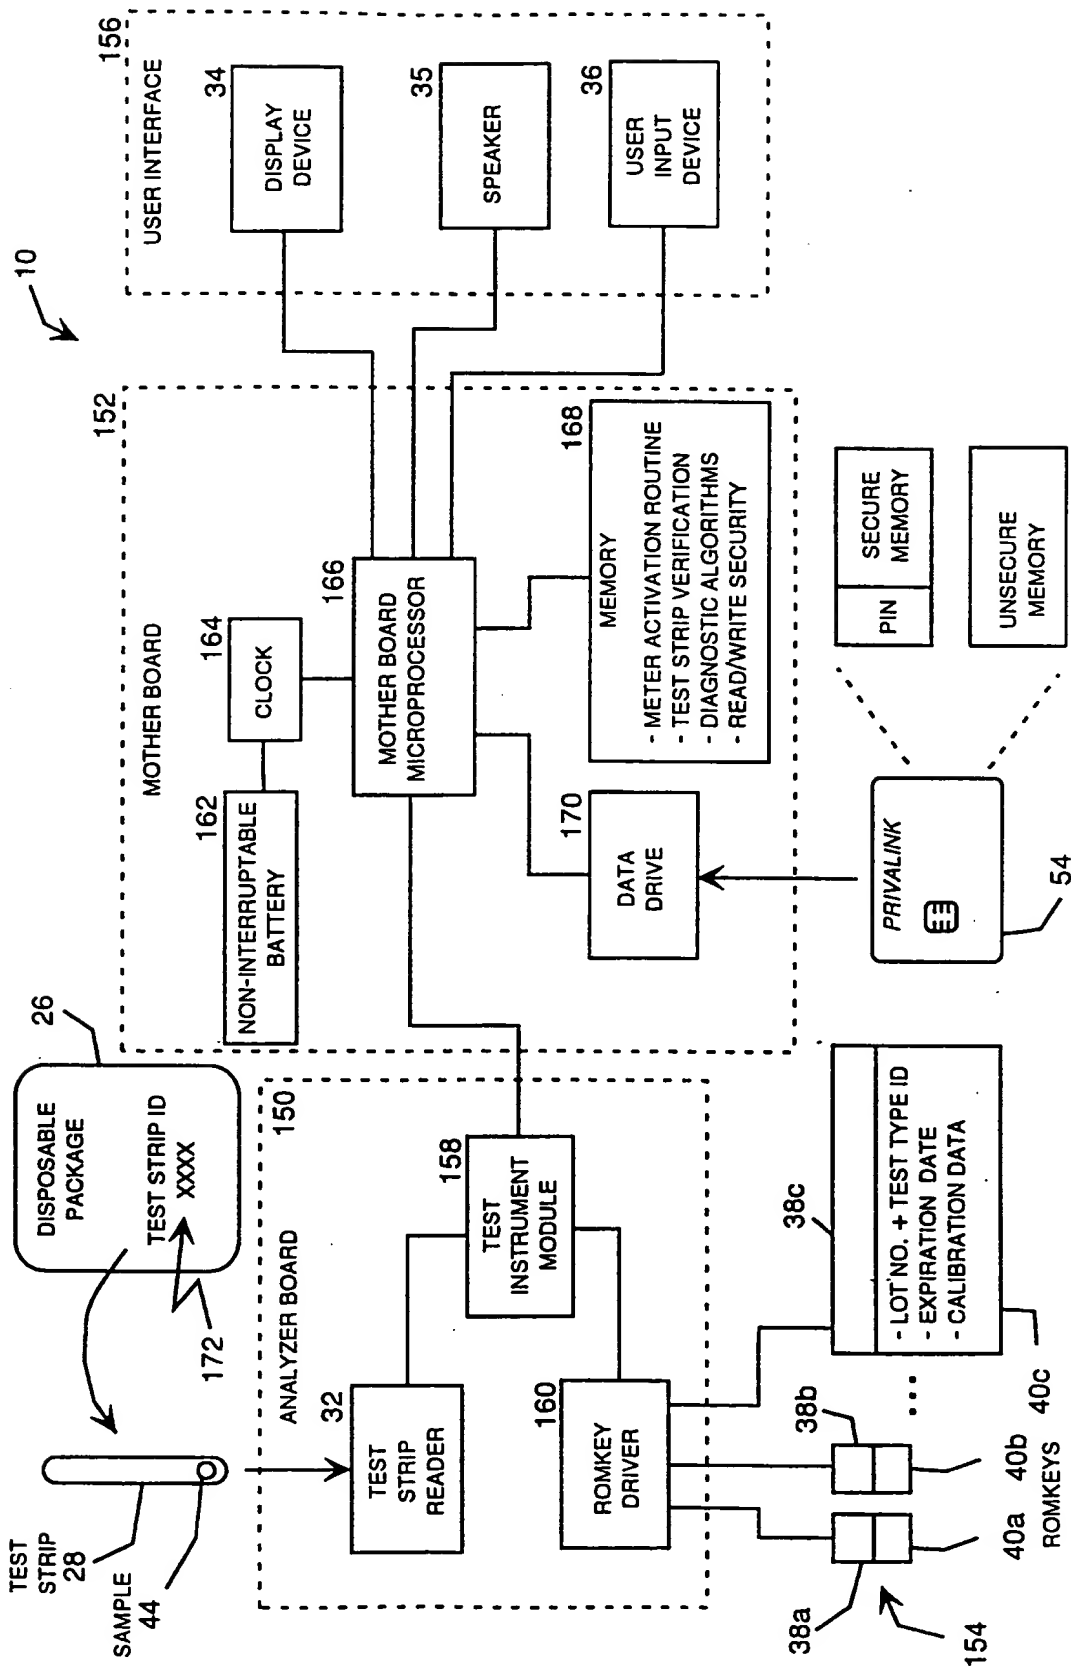 10
TEST
STRIP
28
SAMPLE
44
DISPOSABLE
PACKAGE
TEST STRIP ID
XXXX
26
172
ANALYZER BOARD
150
32
TEST
STRIP
READER
158
TEST
INSTRUMENT
MODULE
160
ROMKEY
DRIVER
38a
38b
38c
- LOT NO. + TEST TYPE ID
- EXPIRATION DATE
- CALIBRATION DATA
...
154
40a
40b
40c
ROMKEYS
MOTHER BOARD
152
162
NON-INTERRUPTABLE
BATTERY
164
CLOCK
166
MOTHER BOARD
MICROPROCESSOR
170
DATA
DRIVE
168
MEMORY
- METER ACTIVATION ROUTINE
- TEST STRIP VERIFICATION
- DIAGNOSTIC ALGORITHMS
- READ/WRITE SECURITY
PRIVALINK
54
PIN
SECURE
MEMORY
UNSECURE
MEMORY
USER INTERFACE
156
34
DISPLAY
DEVICE
35
SPEAKER
36
USER
INPUT
DEVICE